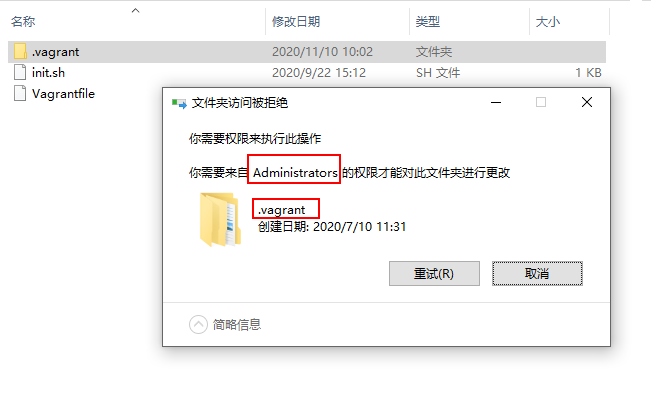 名称 修改日期 类型 大小
.vagrant 2020/11/10 10:02 文件夹
init.sh 2020/9/22 15:12 SH 文件 1 KB
Vagrantfile
文件夹访问被拒绝
你需要权限来执行此操作
你需要来自 Administrators 的权限才能对此文件夹进行更改
.vagrant
创建日期: 2020/7/10 11:31
重试(R) 取消
简略信息